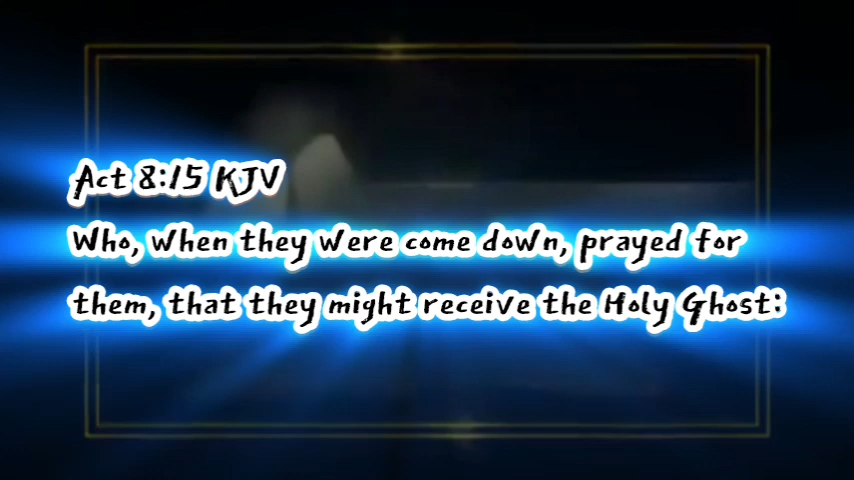 Act 8:15 KJV
Who, when they were come down, prayed for
them, that they might receive the Holy Ghost: